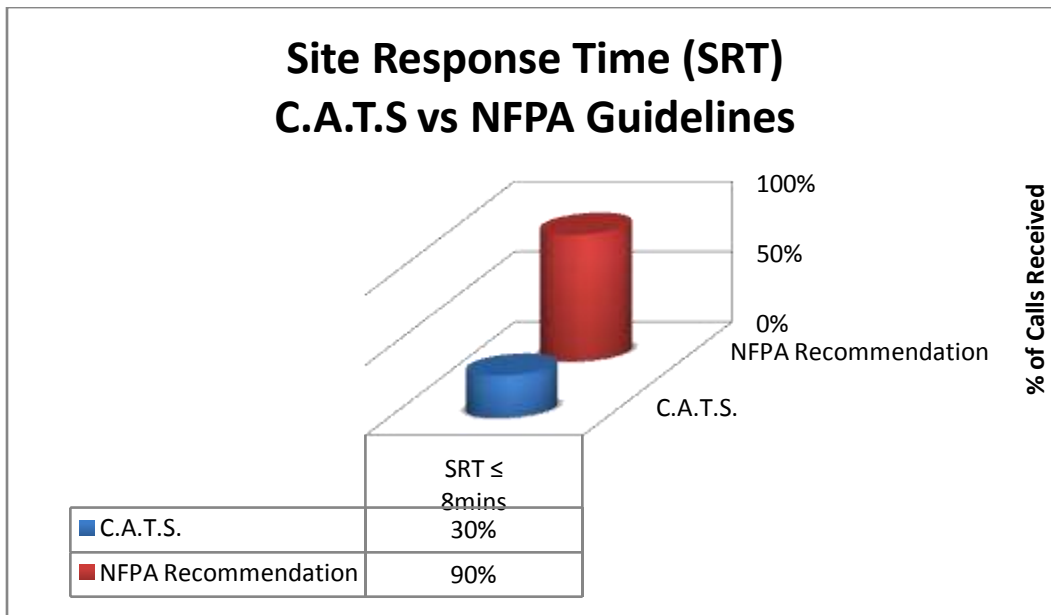 Site Response Time (SRT)
C.A.T.S vs NFPA Guidelines
100%
50%
0%
% of Calls Received
NFPA Recommendation
C.A.T.S.
SRT ≤
8mins
C.A.T.S. 30%
NFPA Recommendation 90%